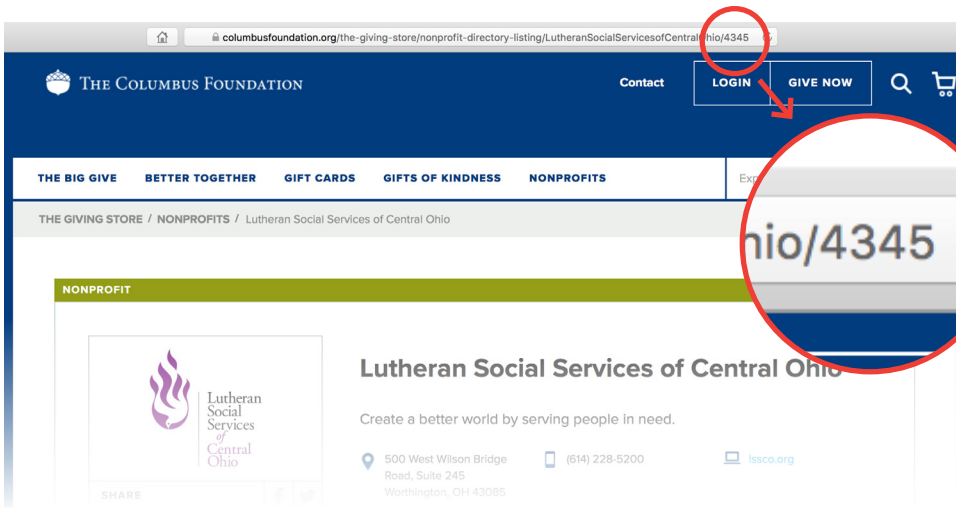 columbusfoundation.org/the-giving-store/nonprofit-directory-listing/LutheranSocialServicesofCentralOhio/4345
THE COLUMBUS FOUNDATION
Contact
LOGIN
GIVE NOW
THE BIG GIVE
BETTER TOGETHER
GIFT CARDS
GIFTS OF KINDNESS
NONPROFITS
THE GIVING STORE / NONPROFITS / Lutheran Social Services of Central Ohio
hio/4345
NONPROFIT
Lutheran
Social
Services
of
Central
Ohio
SHARE
Lutheran Social Services of Central Ohio
Create a better world by serving people in need.
500 West Wilson Bridge
Road, Suite 245
Worthington, OH 43085
(614) 228-5200
lssco.org